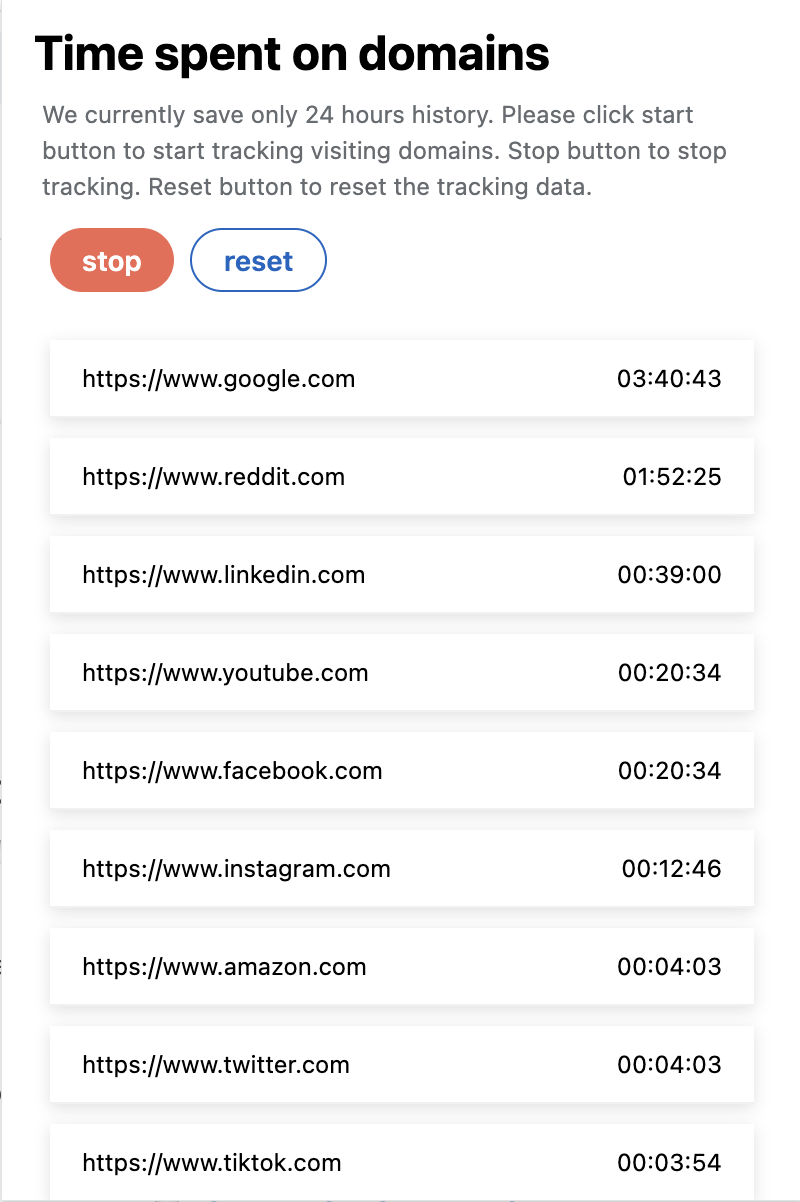 Time spent on domains
We currently save only 24 hours history. Please click start
button to start tracking visiting domains. Stop button to stop
tracking. Reset button to reset the tracking data.
stop reset
https://www.google.com 03:40:43
https://www.reddit.com 01:52:25
https://www.linkedin.com 00:39:00
https://www.youtube.com 00:20:34
https://www.facebook.com 00:20:34
https://www.instagram.com 00:12:46
https://www.amazon.com 00:04:03
https://www.twitter.com 00:04:03
https://www.tiktok.com 00:03:54